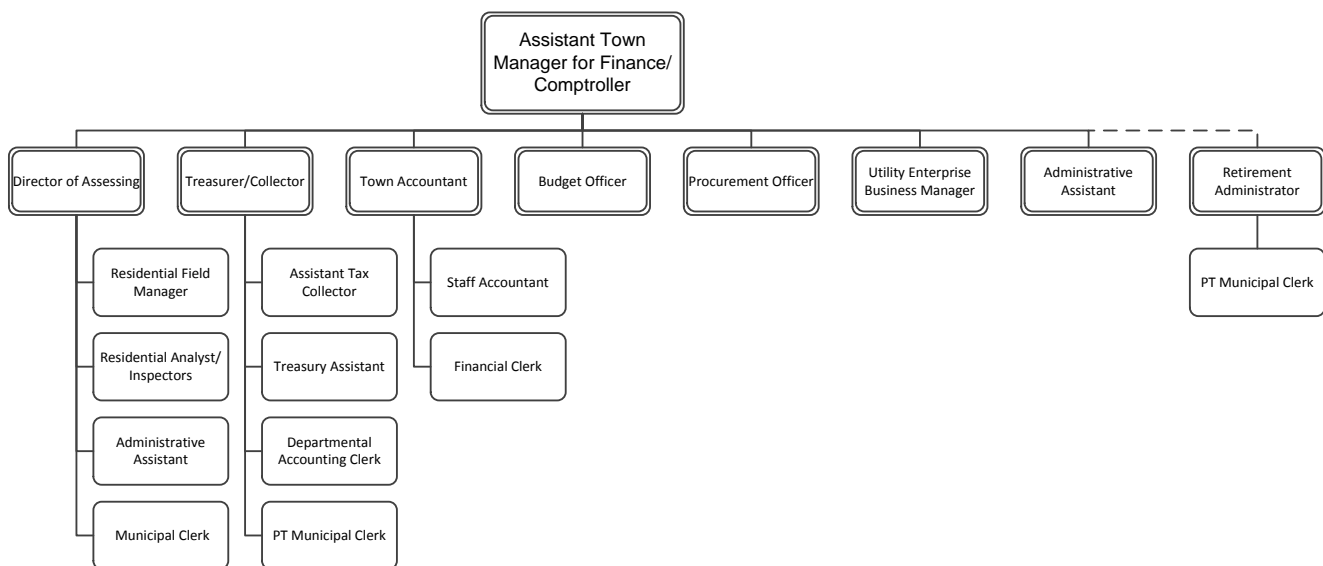 Assistant Town
Manager for Finance/
Comptroller
Director of Assessing
Treasurer/Collector
Town Accountant
Budget Officer
Procurement Officer
Utility Enterprise
Business Manager
Administrative
Assistant
Retirement
Administrator
Residential Field
Manager
Assistant Tax
Collector
Staff Accountant
PT Municipal Clerk
Residential Analyst/
Inspectors
Treasury Assistant
Financial Clerk
Administrative
Assistant
Departmental
Accounting Clerk
Municipal Clerk
PT Municipal Clerk